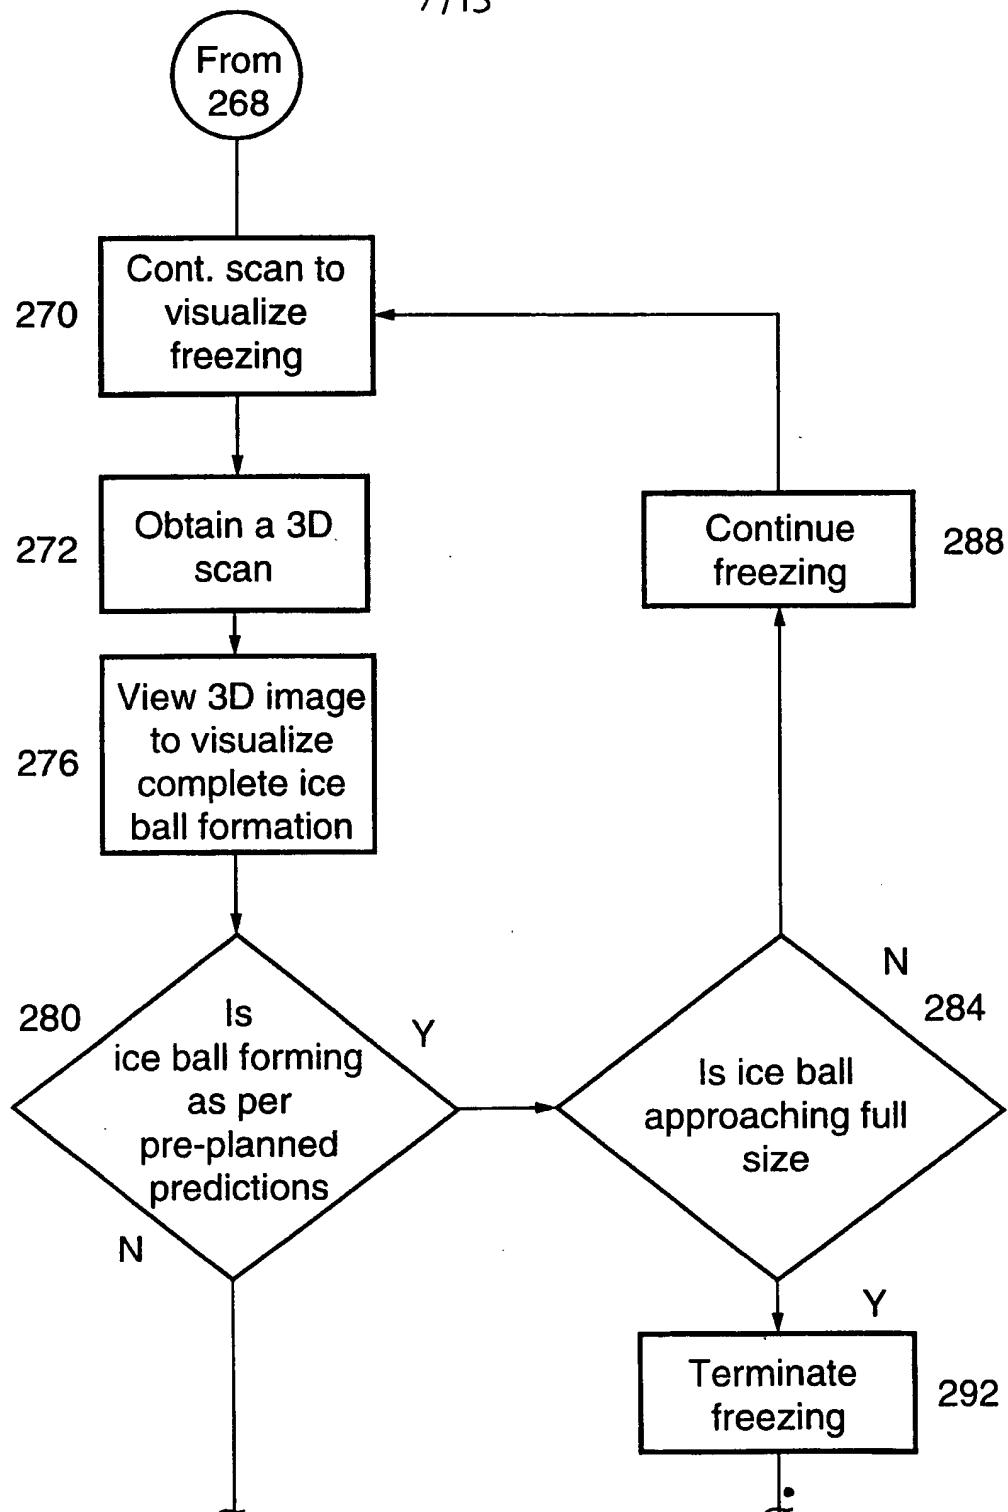 7/13
From
268
270
Cont. scan to
visualize
freezing
272
Obtain a 3D
scan
Continue
freezing
288
276
View 3D image
to visualize
complete ice
ball formation
280
Is
ice ball forming
as per
pre-planned
predictions
Y
N
N
284
Is ice ball
approaching full
size
Y
Terminate
freezing
292